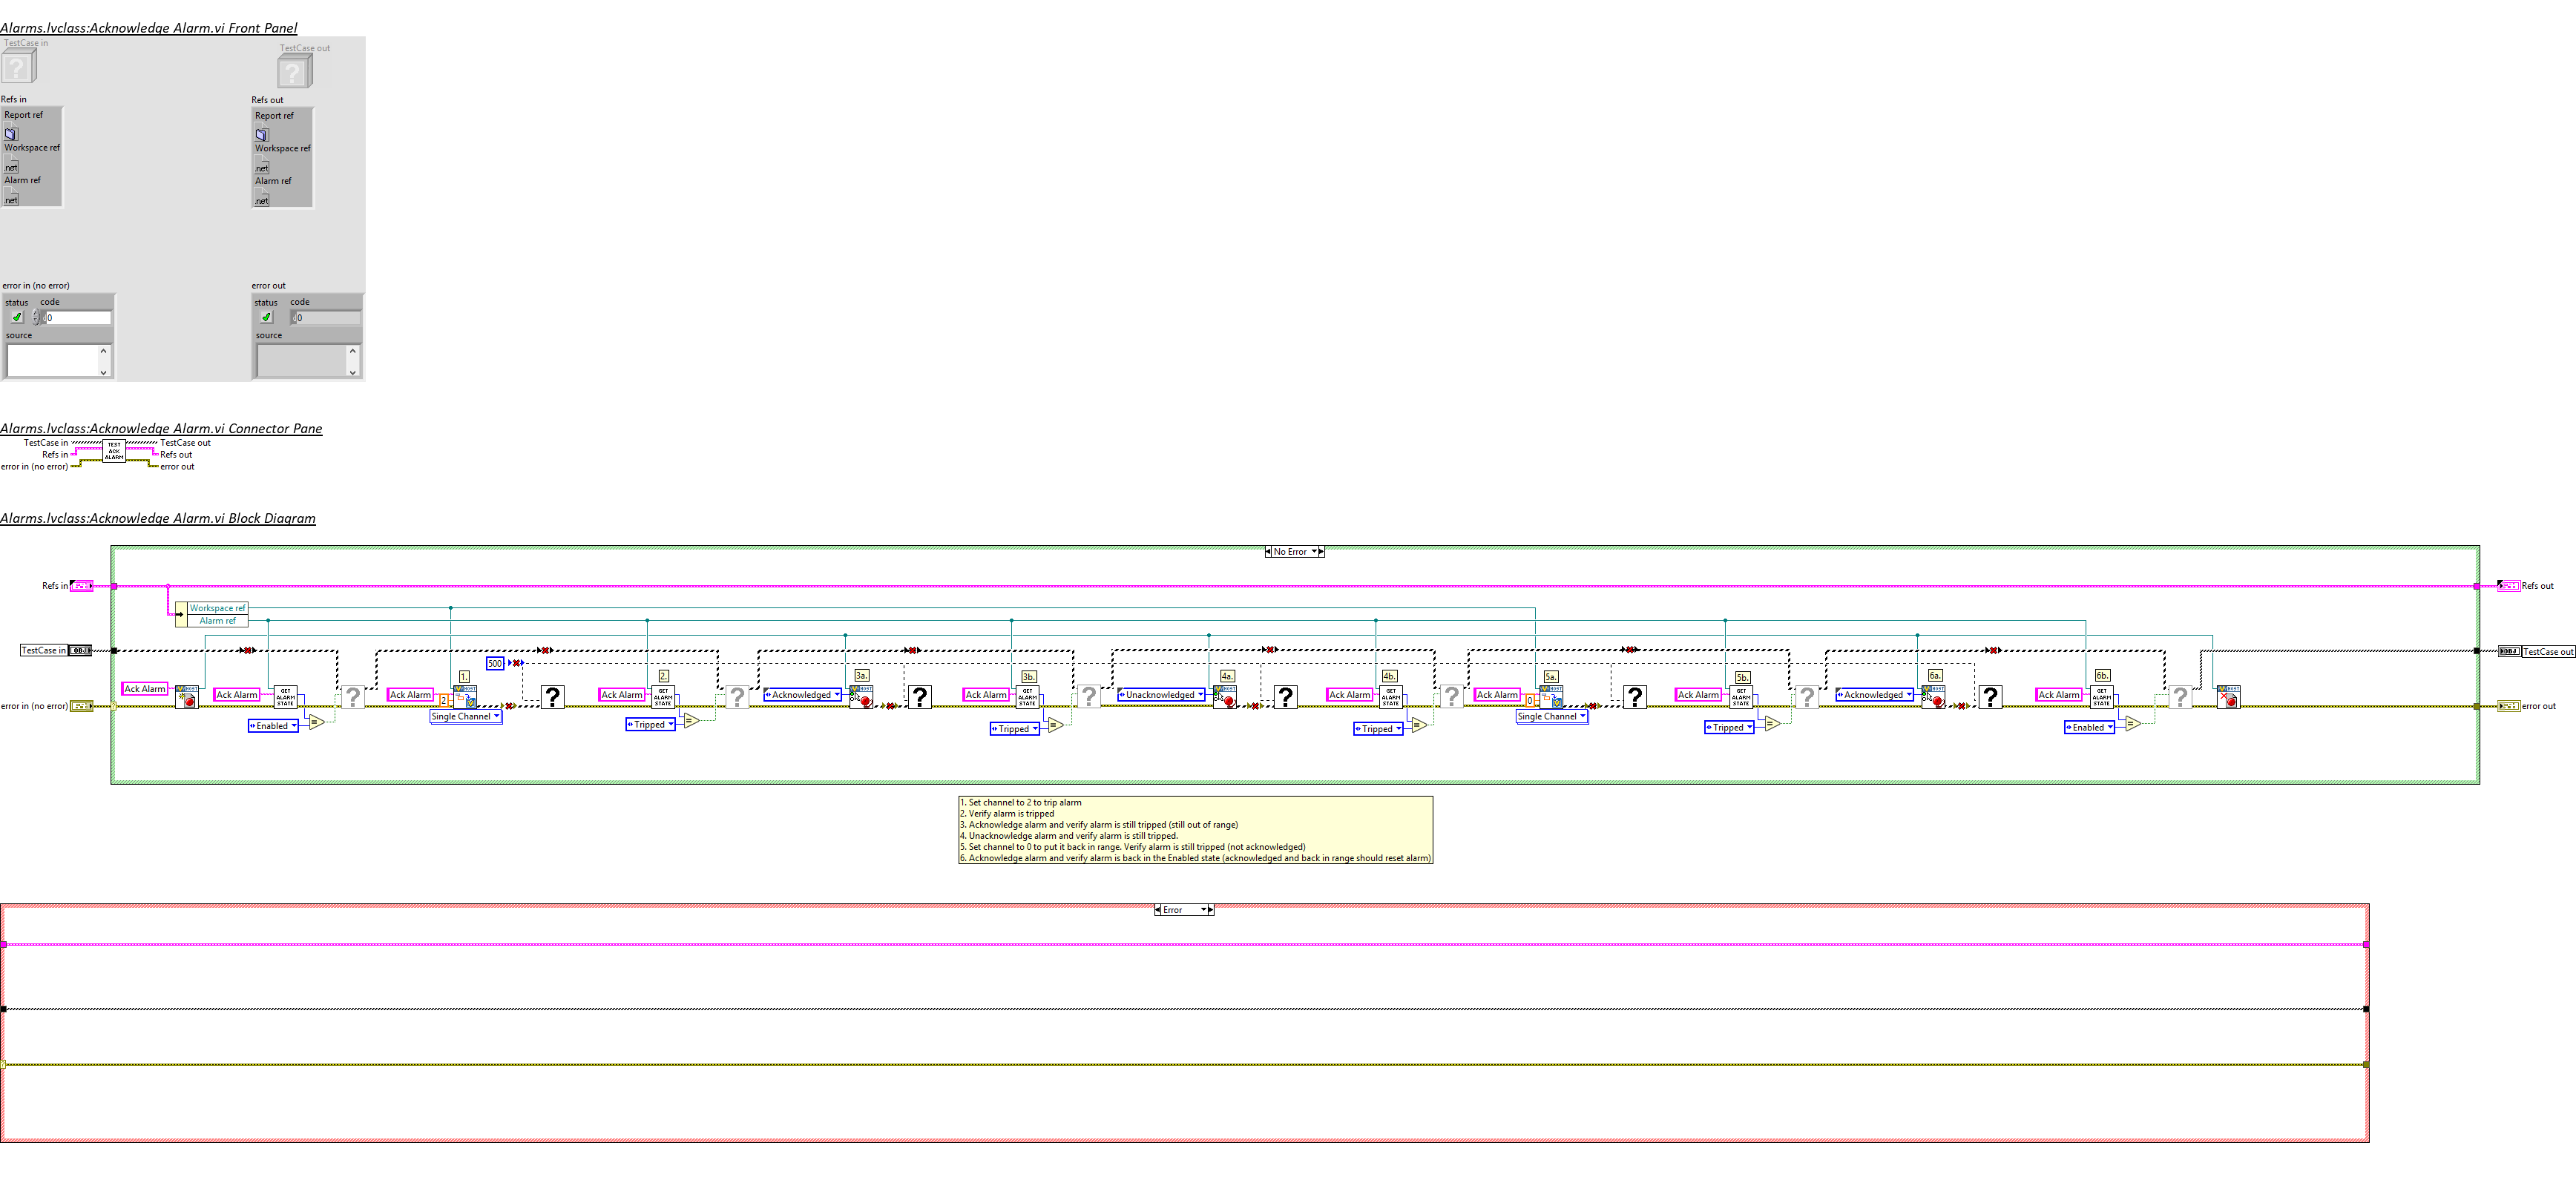 Alarms.lvclass:Acknowledge Alarm.vi Front Panel
TestCase in
TestCase out
Refs in
Refs out
Report ref
Report ref
Workspace ref
Workspace ref
.net
.net
Alarm ref
Alarm ref
.net
.net
error in (no error)
error out
status code
status code
0
0
source
source
Alarms.lvclass:Acknowledge Alarm.vi Connector Pane
TestCase in TEST ACK ALARM TestCase out
Refs in Refs out
error in (no error) error out
Alarms.lvclass:Acknowledge Alarm.vi Block Diagram
No Error
Refs in
Refs out
Workspace ref
Alarm ref
TestCase in OBJ
OBJ TestCase out
500
1.
2.
3a.
3b.
4a.
4b.
5a.
5b.
6a.
6b.
Ack Alarm
Ack Alarm
GET ALARM STATE
Ack Alarm
2
HOST
?
Ack Alarm
GET ALARM STATE
?
Acknowledged
?
Ack Alarm
GET ALARM STATE
?
Unacknowledged
?
Ack Alarm
GET ALARM STATE
?
Ack Alarm
0
HOST
?
Ack Alarm
GET ALARM STATE
?
Acknowledged
?
Ack Alarm
GET ALARM STATE
?
error in (no error)
error out
Enabled
Single Channel
Tripped
Tripped
Tripped
Single Channel
Tripped
Enabled
1. Set channel to 2 to trip alarm
2. Verify alarm is tripped
3. Acknowledge alarm and verify alarm is still tripped (still out of range)
4. Unacknowledge alarm and verify alarm is still tripped.
5. Set channel to 0 to put it back in range. Verify alarm is still tripped (not acknowledged)
6. Acknowledge alarm and verify alarm is back in the Enabled state (acknowledged and back in range should reset alarm)
Error